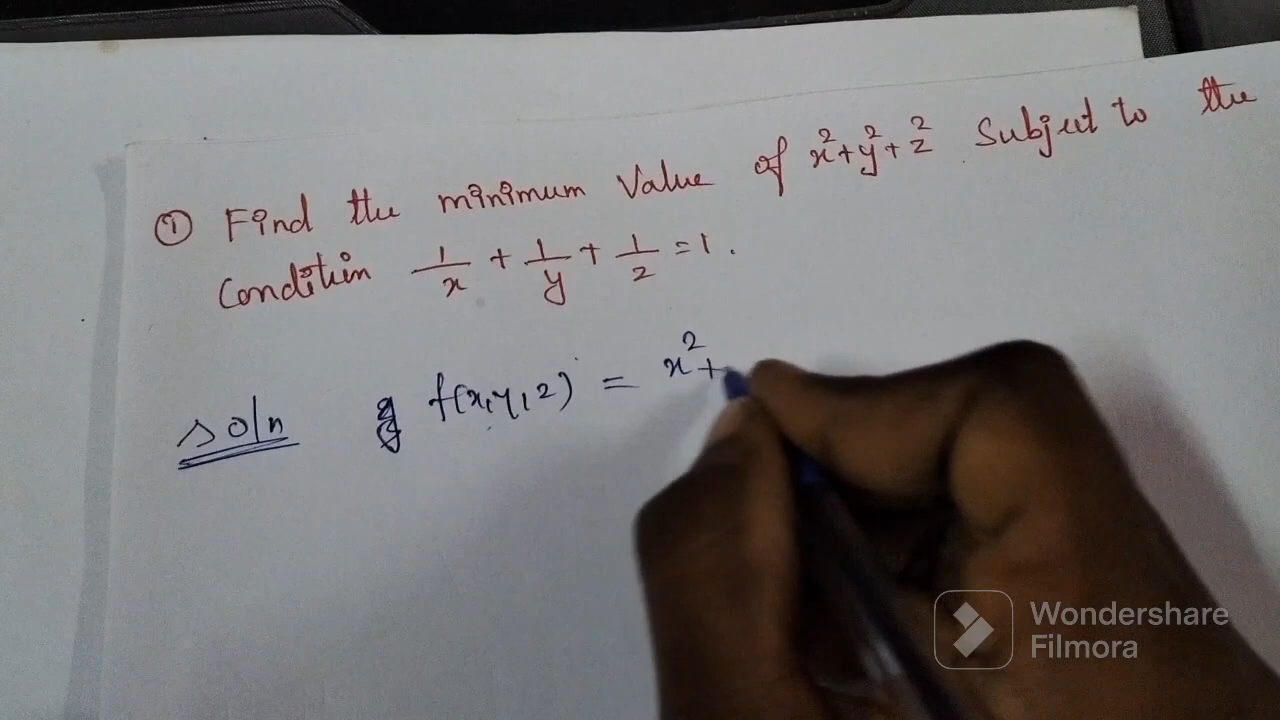 ① Find the minimum value of x²+y²+z² Subject to the
Condition 1/x + 1/y + 1/z = 1.
Soln f(x,y,z) = x²+
Wondershare
Filmora